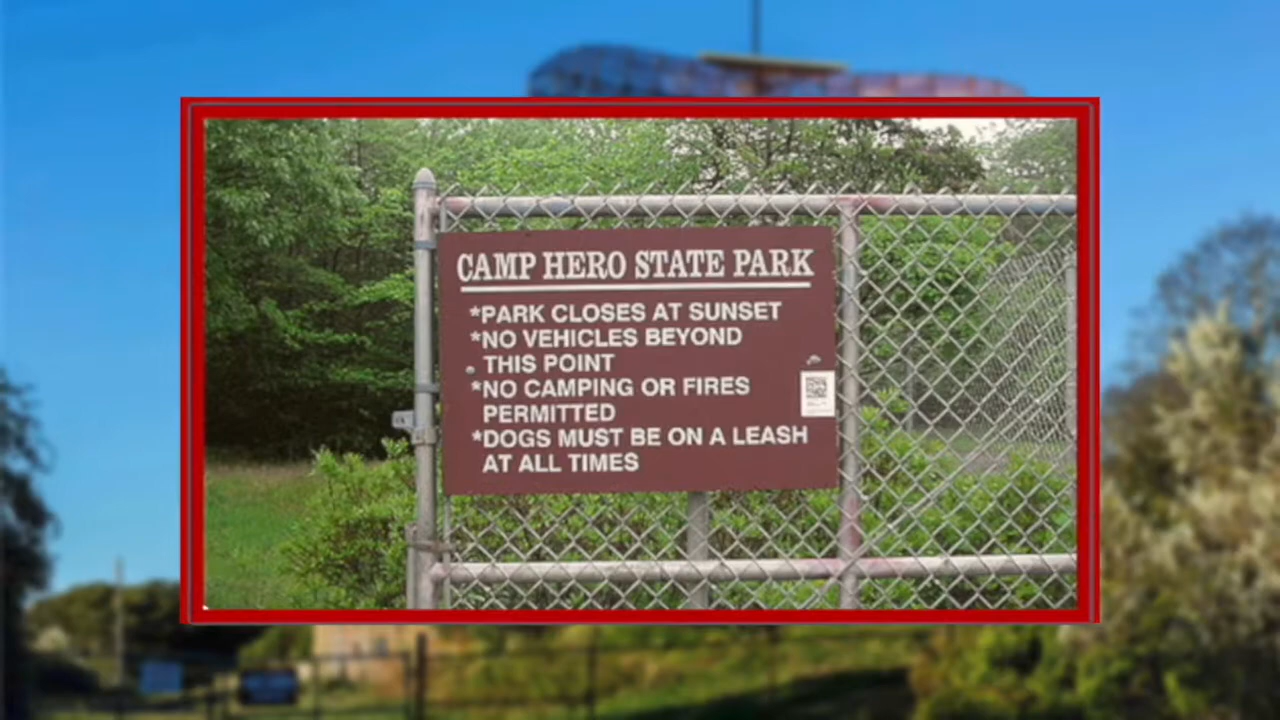 CAMP HERO STATE PARK
*PARK CLOSES AT SUNSET
*NO VEHICLES BEYOND
THIS POINT
*NO CAMPING OR FIRES
PERMITTED
*DOGS MUST BE ON A LEASH
AT ALL TIMES